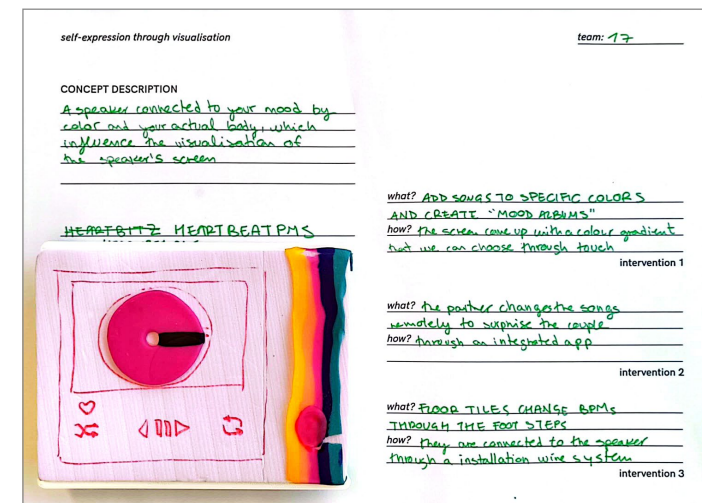 self-expression through visualisation
team: 17
CONCEPT DESCRIPTION
A speaker connected to your mood by
color and your actual body, which
influence the visualisation of
the speaker's screen
HEARTBITZ HEARTBEATPMS
what? ADD SONGS TO SPECIFIC COLORS
AND CREATE "MOOD ALBUMS"
how? the screen come up with a colour gradient
that we can choose through touch
intervention 1
what? the partner changes the songs
remotely to surprise the couple
how? through an integrated app
intervention 2
what? FLOOR TILES CHANGE BPMs
THROUGH THE FOOT STEPS
how? they are connected to the speaker
through a installation wire system
intervention 3